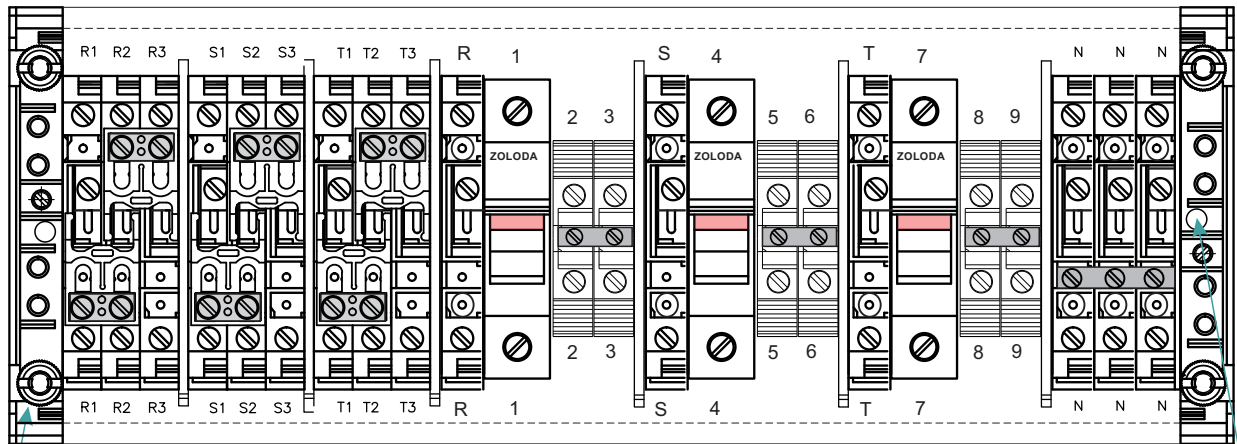 R1 R2 R3 S1 S2 S3 T1 T2 T3 R 1 S 4 T 7 N N N
2 3 5 6 8 9
ZOLODA ZOLODA ZOLODA
2 3 5 6 8 9
R1 R2 R3 S1 S2 S3 T1 T2 T3 R 1 S 4 T 7 N N N